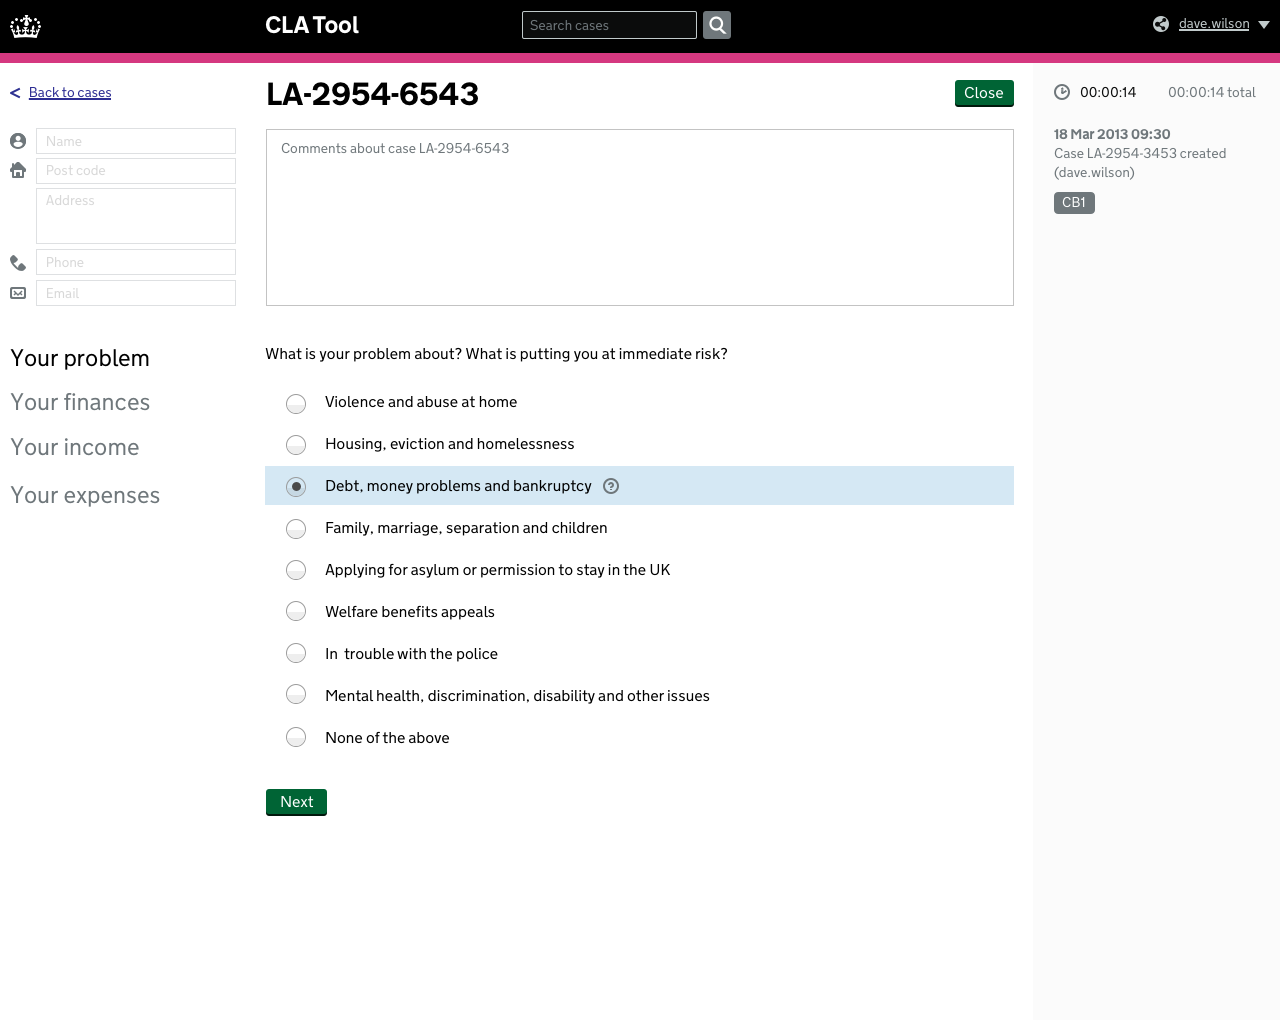 CLA Tool
Search cases
dave.wilson
< Back to cases
Name
Post code
Address
Phone
Email
Your problem
Your finances
Your income
Your expenses
LA-2954-6543
Close
Comments about case LA-2954-6543
What is your problem about? What is putting you at immediate risk?
Violence and abuse at home
Housing, eviction and homelessness
Debt, money problems and bankruptcy ?
Family, marriage, separation and children
Applying for asylum or permission to stay in the UK
Welfare benefits appeals
In  trouble with the police
Mental health, discrimination, disability and other issues
None of the above
Next
00:00:14 00:00:14 total
18 Mar 2013 09:30
Case LA-2954-3453 created
(dave.wilson)
CB1